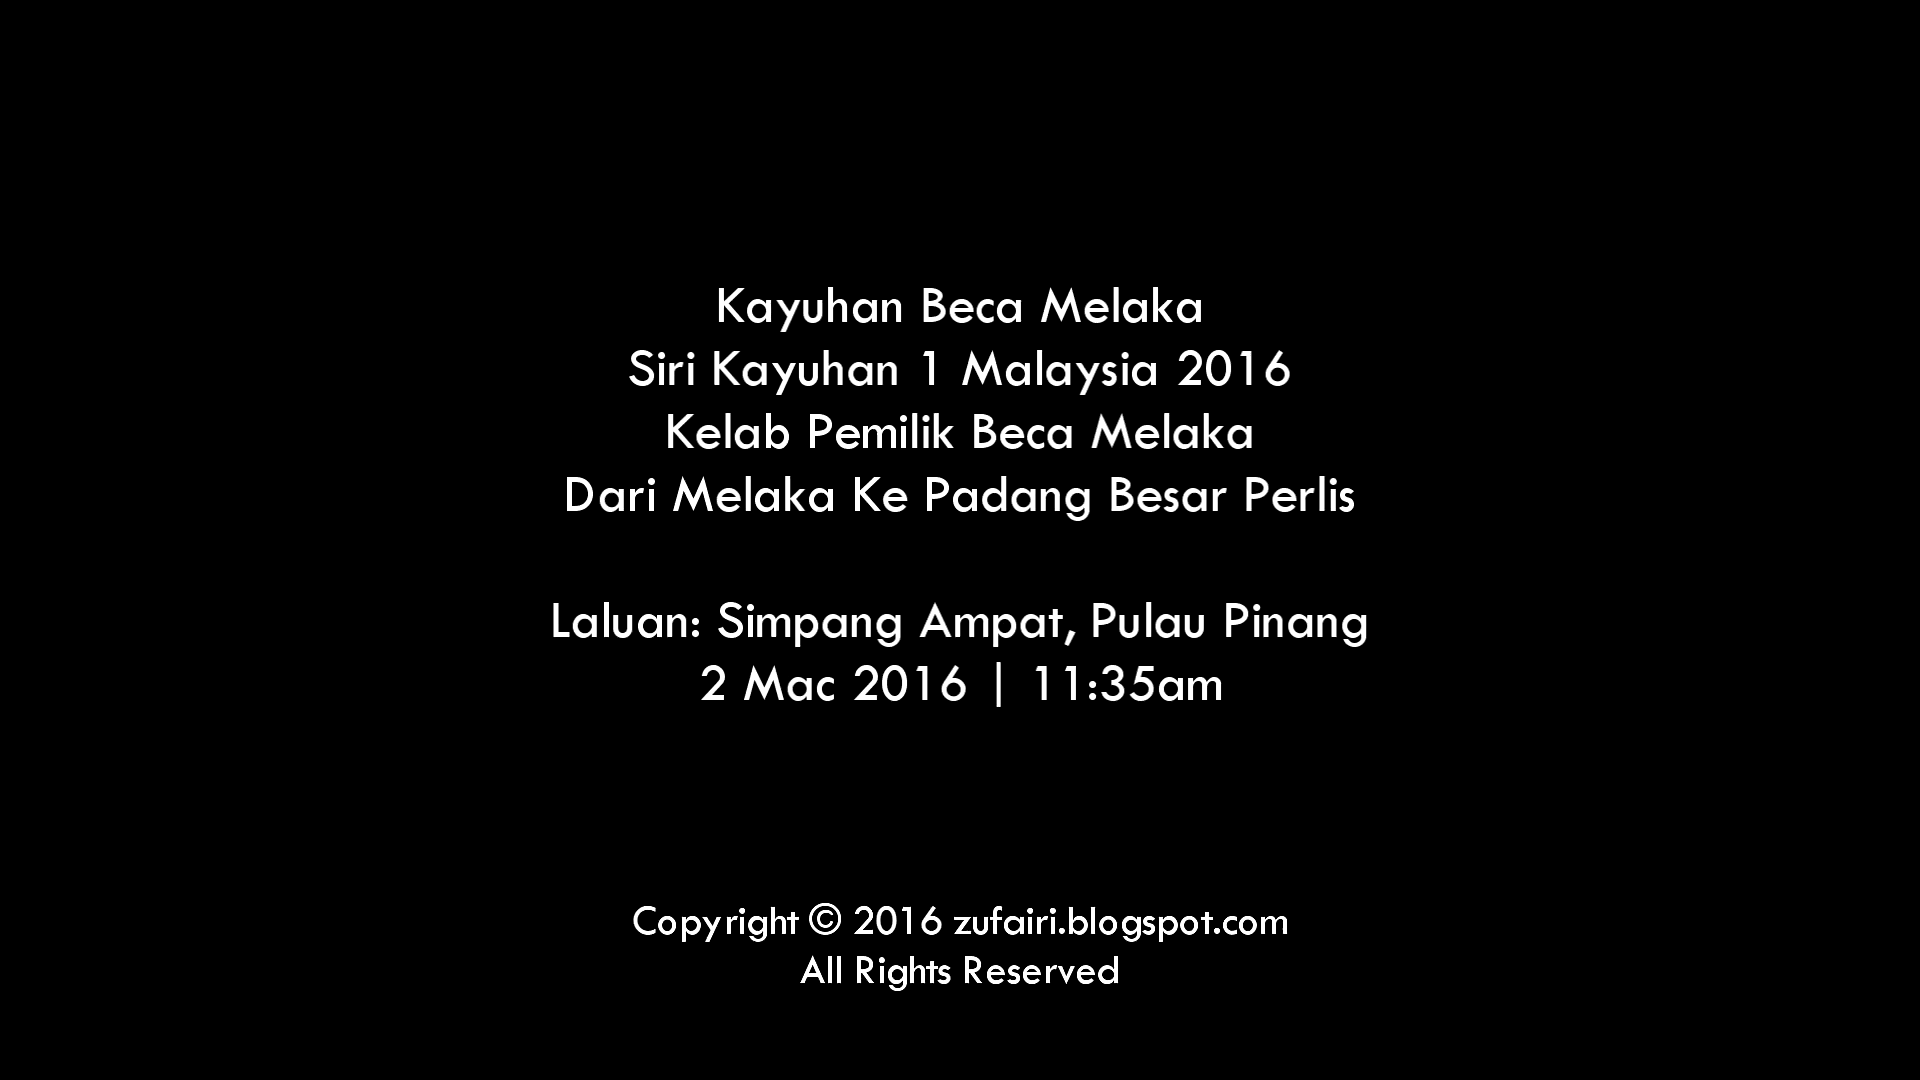 Kayuhan Beca Melaka
Siri Kayuhan 1 Malaysia 2016
Kelab Pemilik Beca Melaka
Dari Melaka Ke Padang Besar Perlis
Laluan: Simpang Ampat, Pulau Pinang
2 Mac 2016 | 11:35am
Copyright © 2016 zufairi.blogspot.com
All Rights Reserved